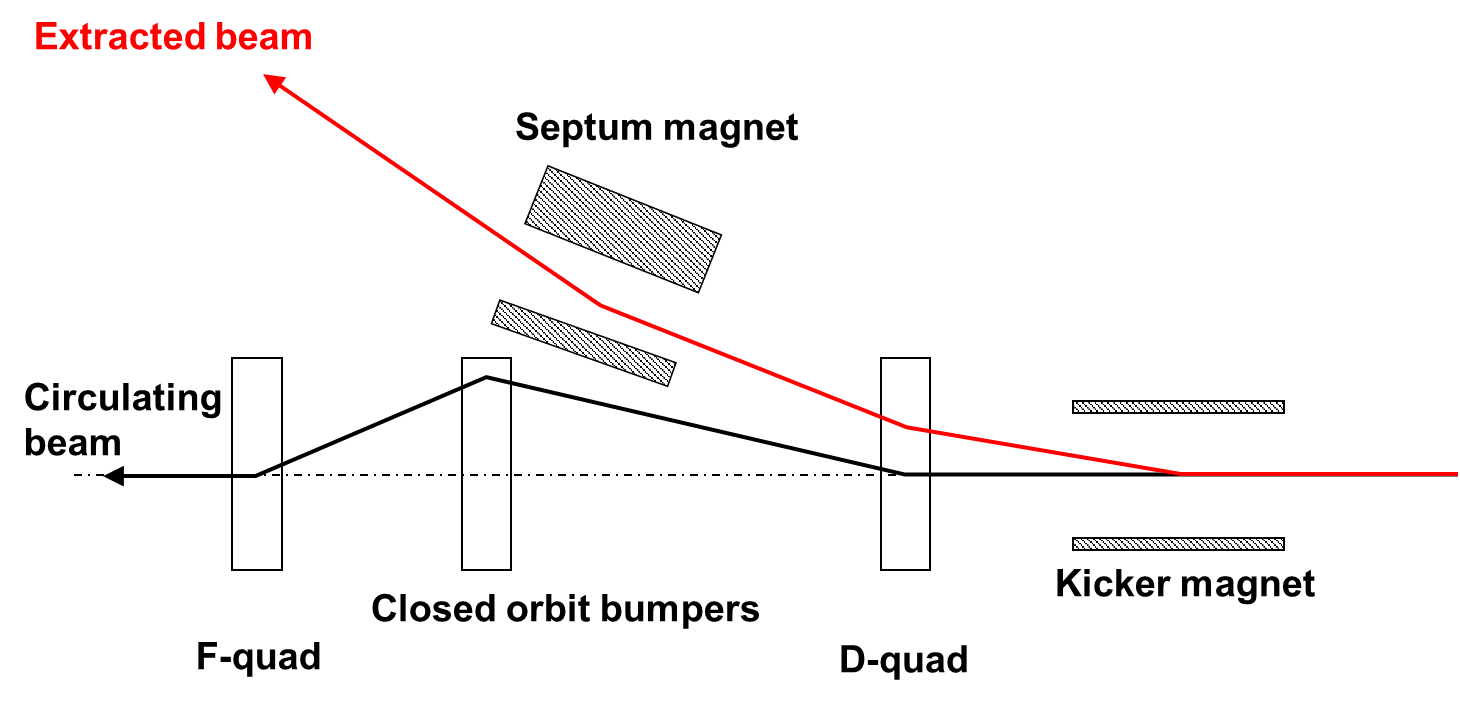 Extracted beam
Septum magnet
Circulating
beam
Kicker magnet
Closed orbit bumpers
F-quad
D-quad